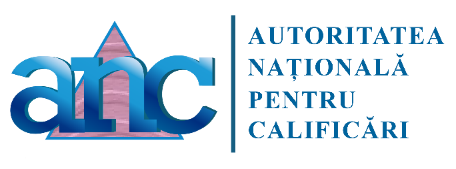 anc
AUTORITATEA
NAȚIONALĂ
PENTRU
CALIFICĂRI